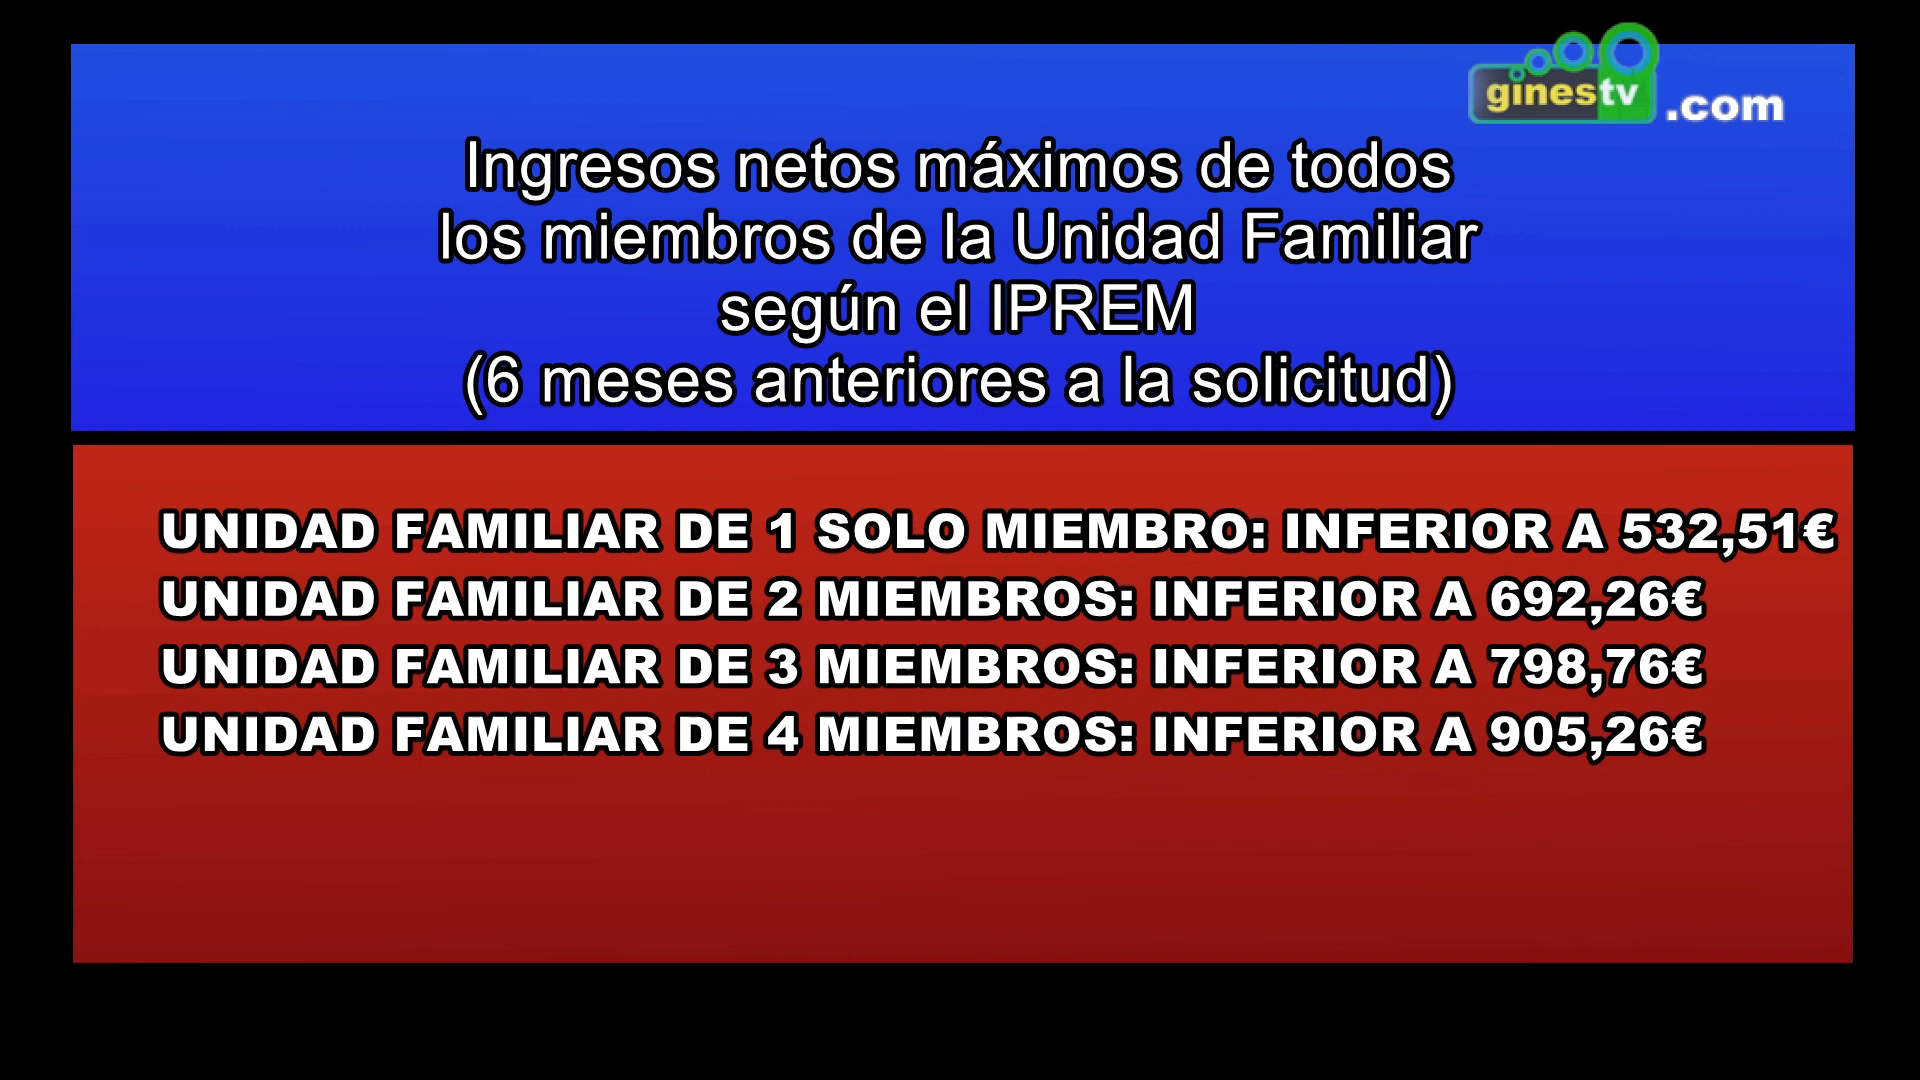 ginestv.com
Ingresos netos máximos de todos
los miembros de la Unidad Familiar
según el IPREM
(6 meses anteriores a la solicitud)
UNIDAD FAMILIAR DE 1 SOLO MIEMBRO: INFERIOR A 532,51€
UNIDAD FAMILIAR DE 2 MIEMBROS: INFERIOR A 692,26€
UNIDAD FAMILIAR DE 3 MIEMBROS: INFERIOR A 798,76€
UNIDAD FAMILIAR DE 4 MIEMBROS: INFERIOR A 905,26€